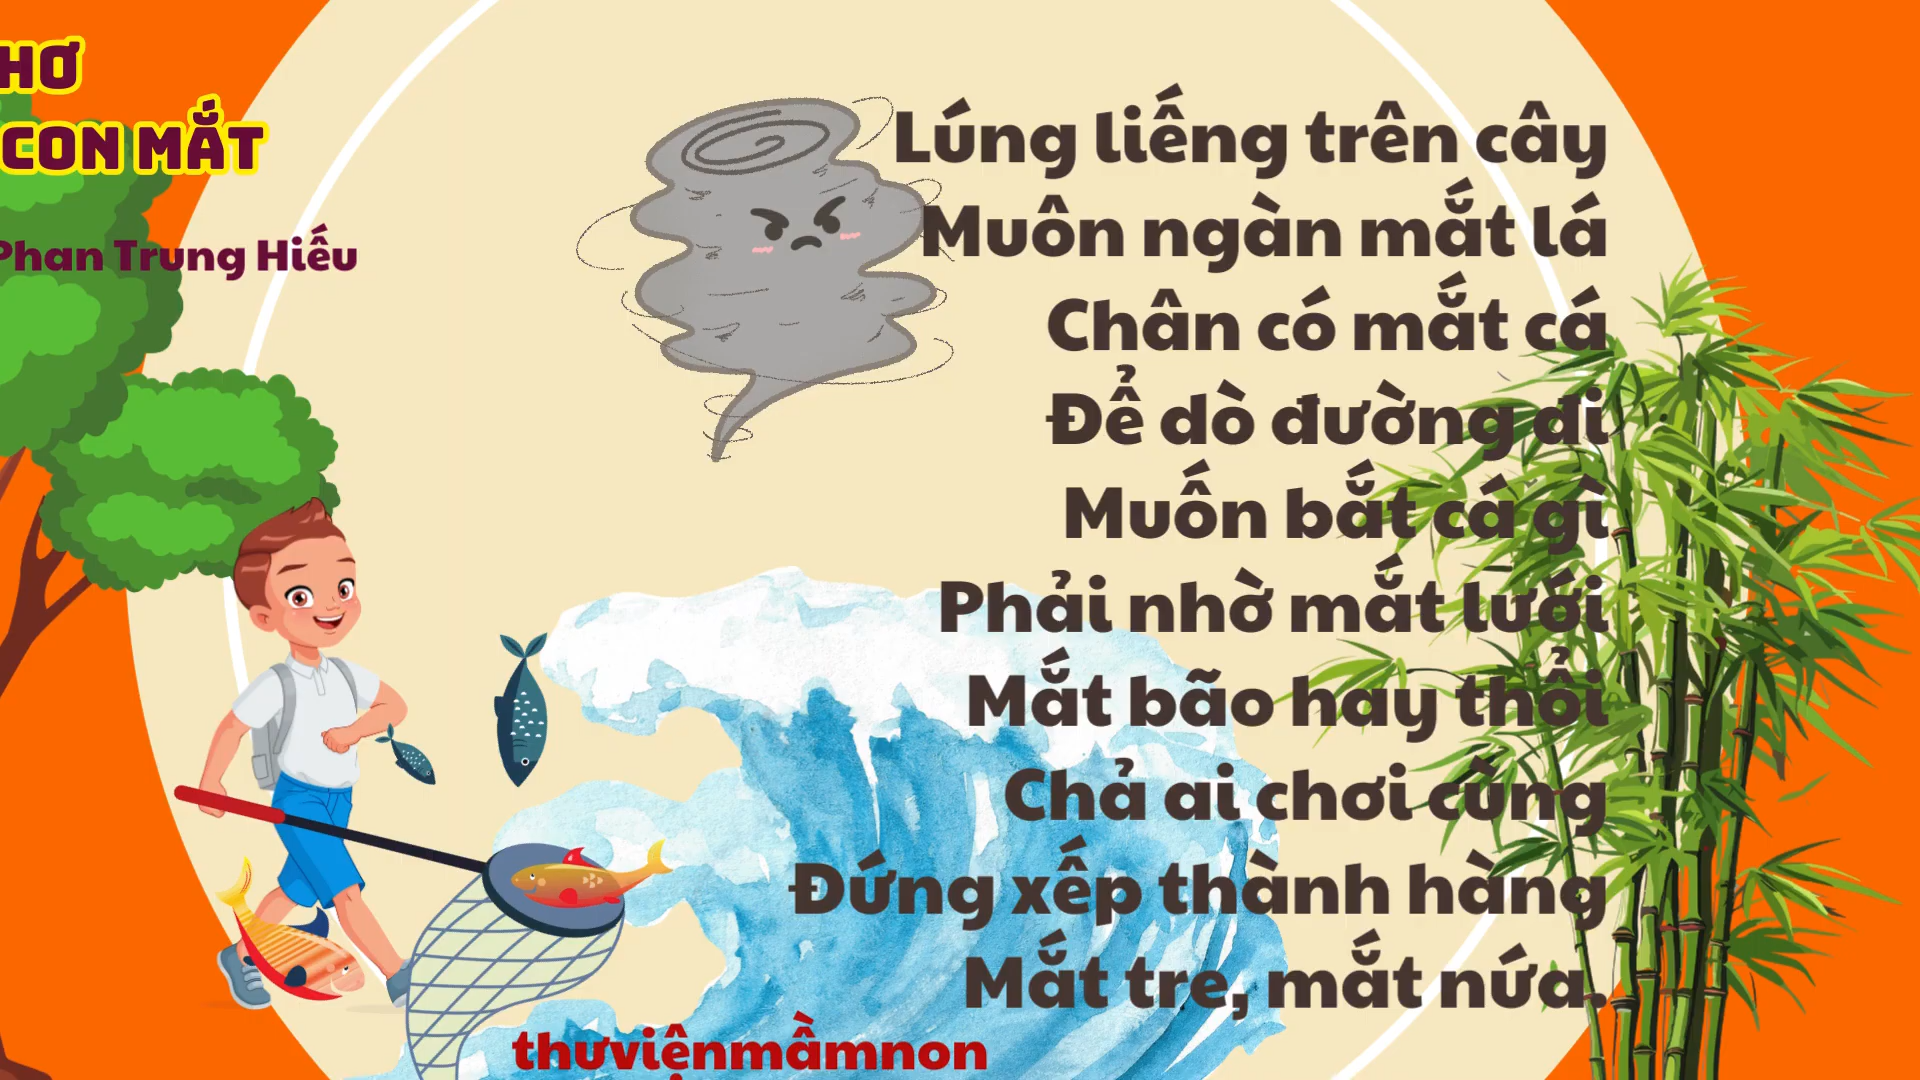 HƠ
CON MẮT
Phan Trung Hiếu
Lúng liếng trên cây
Muôn ngàn mắt lá
Chân có mắt cá
Để dò đường đi
Muốn bắt cá gì
Phải nhờ mắt lưới
Mắt bão hay thổi
Chả ai chơi cùng
Đứng xếp thành hàng
Mắt tre, mắt nứa.
thưviệnmầmnon